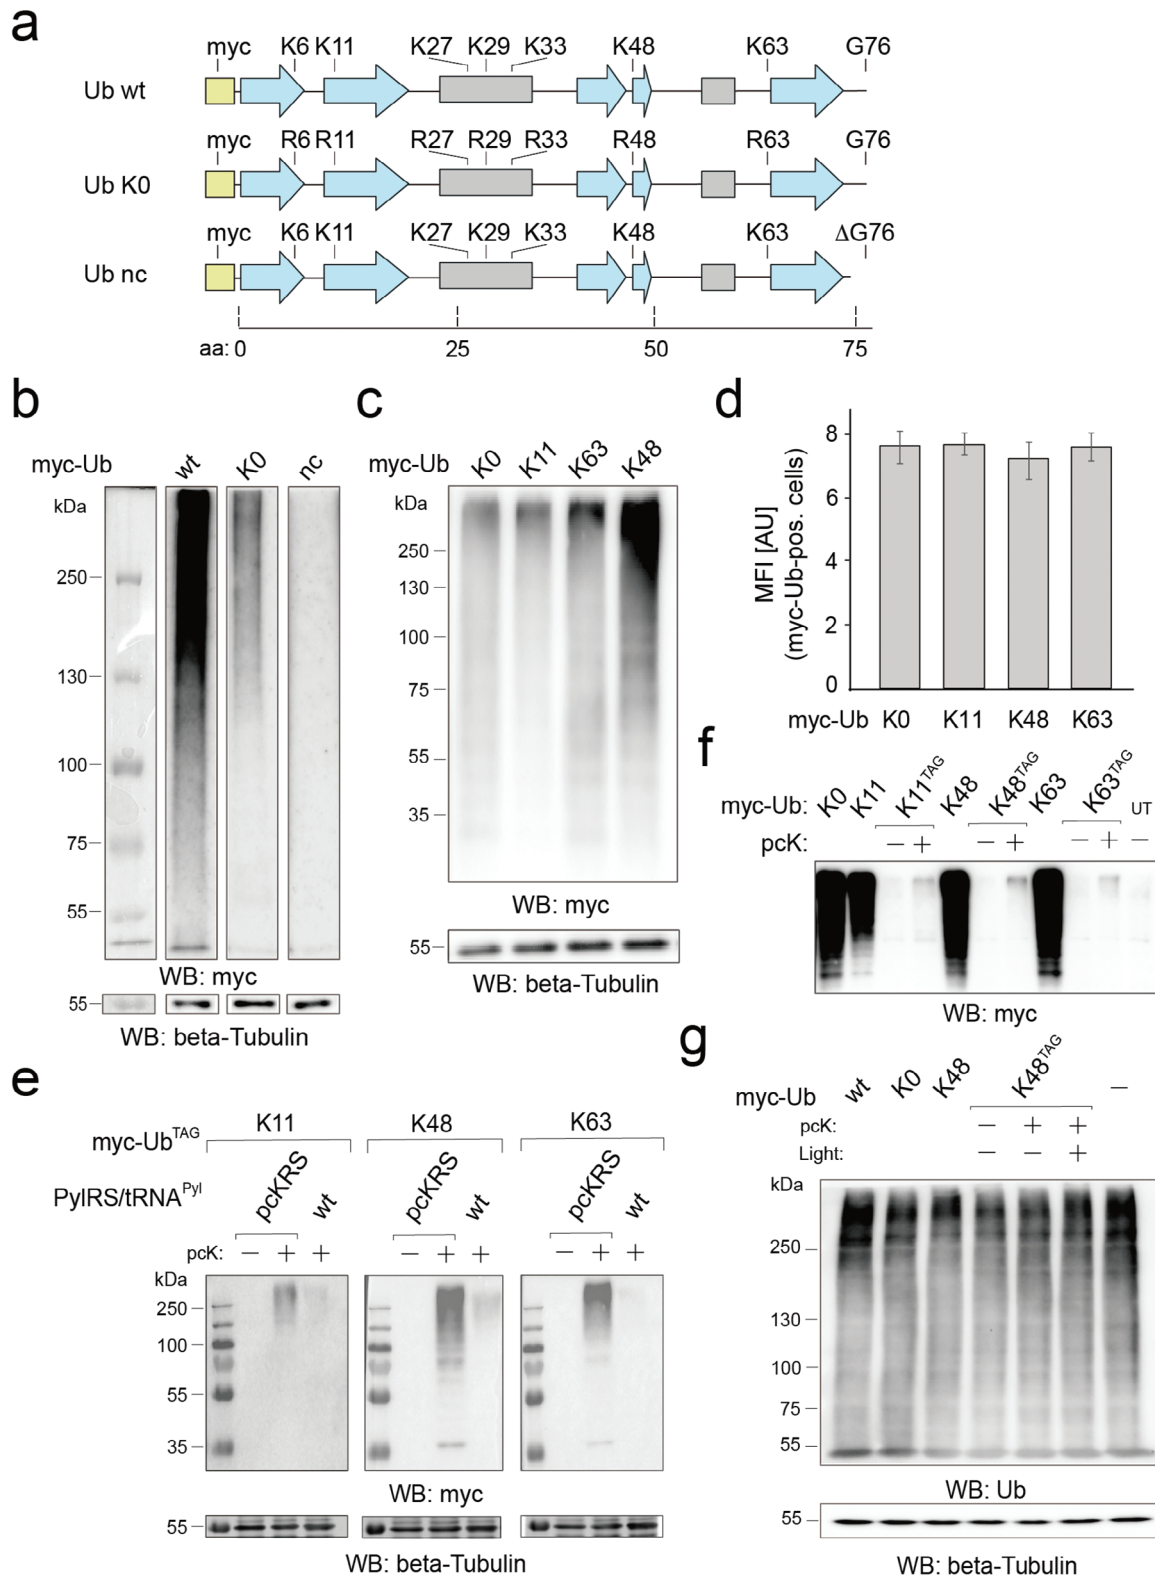 a
myc K6 K11 K27 K29 K33 K48 K63 G76
Ub wt
myc R6 R11 R27 R29 R33 R48 R63 G76
Ub K0
myc K6 K11 K27 K29 K33 K48 K63 ΔG76
Ub nc
aa: 0 25 50 75
b
myc-Ub wt K0 nc
kDa
250
130
100
75
55
WB: myc
55
WB: beta-Tubulin
c
myc-Ub K0 K11 K63 K48
kDa
250
130
100
75
55
35
WB: myc
55
WB: beta-Tubulin
d
MFI [AU]
(myc-Ub-pos. cells)
8
6
4
2
0
myc-Ub K0 K11 K48 K63
f
myc-Ub: K0 K11 K11TAG K48 K48TAG K63 K63TAG UT
pcK: − + − + − + −
WB: myc
e
myc-UbTAG K11 K48 K63
PylRS/tRNAPyl pcKRS wt pcKRS wt pcKRS wt
pcK: − + + − + + − + +
kDa
250
100
55
35
WB: myc
55
WB: beta-Tubulin
g
myc-Ub wt K0 K48 K48TAG −
pcK: − + +
Light: − − +
kDa
250
130
100
75
55
WB: Ub
55
WB: beta-Tubulin